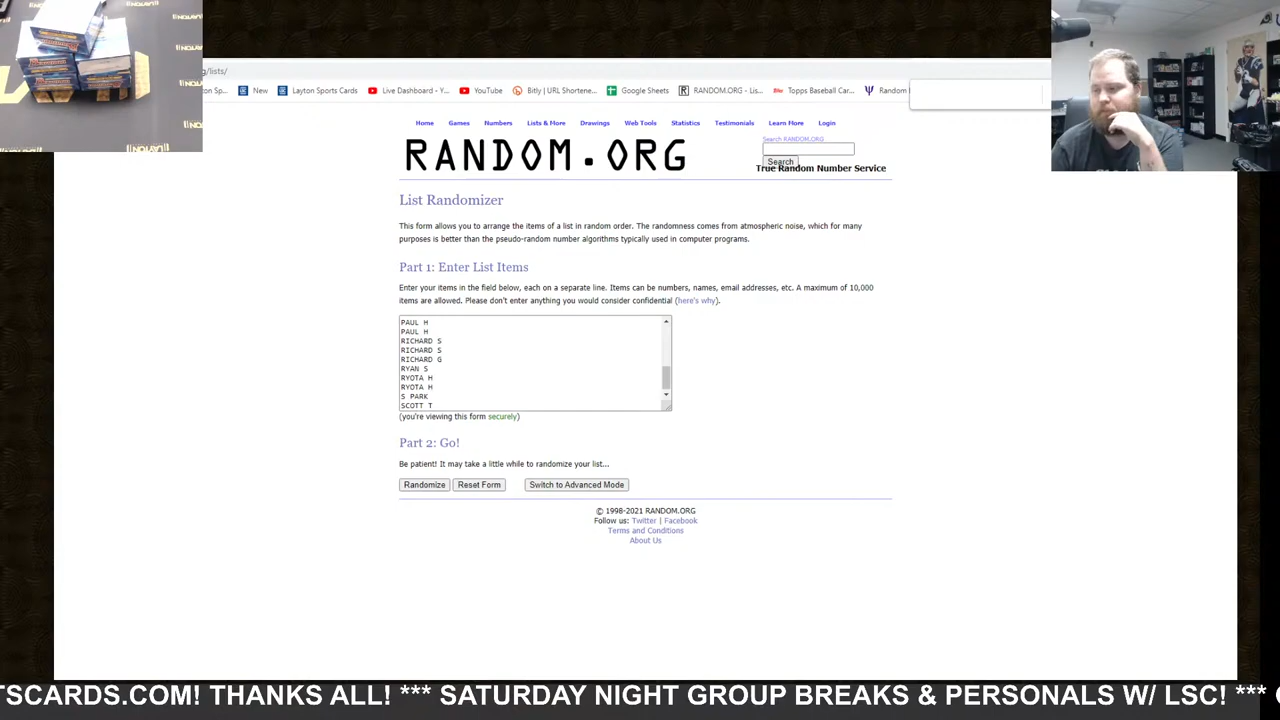 g/lists/
Sp... New Layton Sports Cards Live Dashboard - Y... YouTube Bitly | URL Shortene... Google Sheets RANDOM.ORG - Lis... Topps Baseball Car... Random
Home Games Numbers Lists & More Drawings Web Tools Statistics Testimonials Learn More Login
RANDOM.ORG
Search RANDOM.ORG
Search
True Random Number Service
List Randomizer
This form allows you to arrange the items of a list in random order. The randomness comes from atmospheric noise, which for many
purposes is better than the pseudo-random number algorithms typically used in computer programs.
Part 1: Enter List Items
Enter your items in the field below, each on a separate line. Items can be numbers, names, email addresses, etc. A maximum of 10,000
items are allowed. Please don't enter anything you would consider confidential (here's why).
PAUL H
PAUL H
RICHARD S
RICHARD S
RICHARD G
RYAN S
RYOTA H
RYOTA H
S PARK
SCOTT T
(you're viewing this form securely)
Part 2: Go!
Be patient! It may take a little while to randomize your list...
Randomize Reset Form Switch to Advanced Mode
© 1998-2021 RANDOM.ORG
Follow us: Twitter | Facebook
Terms and Conditions
About Us
TSCARDS.COM! THANKS ALL! *** SATURDAY NIGHT GROUP BREAKS & PERSONALS W/ LSC! ***